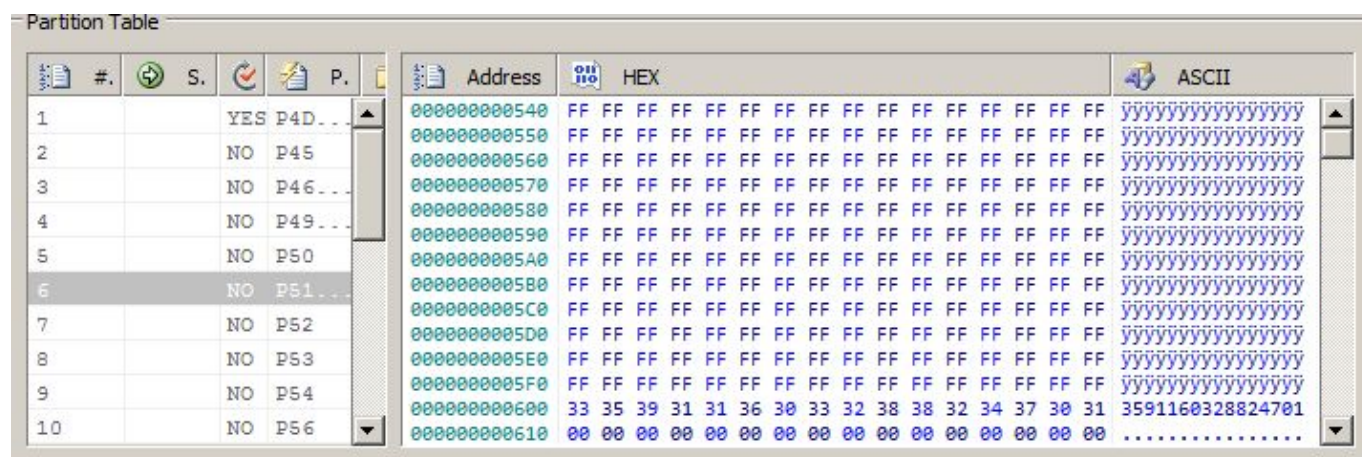 Partition Table
#. S. P. Address HEX ASCII
1 YES P4D...
2 NO P45
3 NO P46...
4 NO P49...
5 NO P50
6 NO P51...
7 NO P52
8 NO P53
9 NO P54
10 NO P56
000000000540 FF FF FF FF FF FF FF FF FF FF FF FF FF FF FF FF ÿÿÿÿÿÿÿÿÿÿÿÿÿÿÿÿ
000000000550 FF FF FF FF FF FF FF FF FF FF FF FF FF FF FF FF ÿÿÿÿÿÿÿÿÿÿÿÿÿÿÿÿ
000000000560 FF FF FF FF FF FF FF FF FF FF FF FF FF FF FF FF ÿÿÿÿÿÿÿÿÿÿÿÿÿÿÿÿ
000000000570 FF FF FF FF FF FF FF FF FF FF FF FF FF FF FF FF ÿÿÿÿÿÿÿÿÿÿÿÿÿÿÿÿ
000000000580 FF FF FF FF FF FF FF FF FF FF FF FF FF FF FF FF ÿÿÿÿÿÿÿÿÿÿÿÿÿÿÿÿ
000000000590 FF FF FF FF FF FF FF FF FF FF FF FF FF FF FF FF ÿÿÿÿÿÿÿÿÿÿÿÿÿÿÿÿ
0000000005A0 FF FF FF FF FF FF FF FF FF FF FF FF FF FF FF FF ÿÿÿÿÿÿÿÿÿÿÿÿÿÿÿÿ
0000000005B0 FF FF FF FF FF FF FF FF FF FF FF FF FF FF FF FF ÿÿÿÿÿÿÿÿÿÿÿÿÿÿÿÿ
0000000005C0 FF FF FF FF FF FF FF FF FF FF FF FF FF FF FF FF ÿÿÿÿÿÿÿÿÿÿÿÿÿÿÿÿ
0000000005D0 FF FF FF FF FF FF FF FF FF FF FF FF FF FF FF FF ÿÿÿÿÿÿÿÿÿÿÿÿÿÿÿÿ
0000000005E0 FF FF FF FF FF FF FF FF FF FF FF FF FF FF FF FF ÿÿÿÿÿÿÿÿÿÿÿÿÿÿÿÿ
0000000005F0 FF FF FF FF FF FF FF FF FF FF FF FF FF FF FF FF ÿÿÿÿÿÿÿÿÿÿÿÿÿÿÿÿ
000000000600 33 35 39 31 31 36 30 33 32 38 38 32 34 37 30 31 3591160328824701
000000000610 00 00 00 00 00 00 00 00 00 00 00 00 00 00 00 00 ................